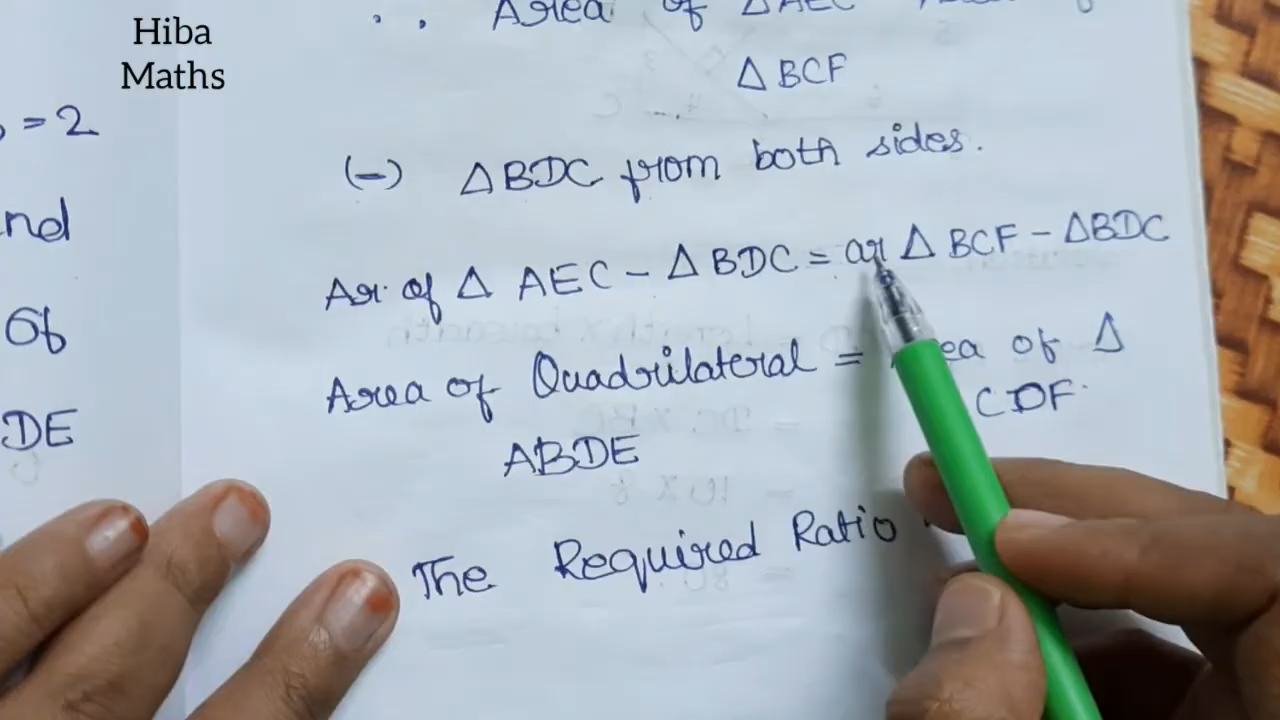 Hiba
Maths
∴ Area of △AEC
△BCF
= 2
(-) △BDC from both sides.
nd
Ar. of △ AEC - △BDC = ar △ BCF - △BDC
Of
Area of Quadrilateral = of △
CDF.
DE
ABDE
The Required Ratio